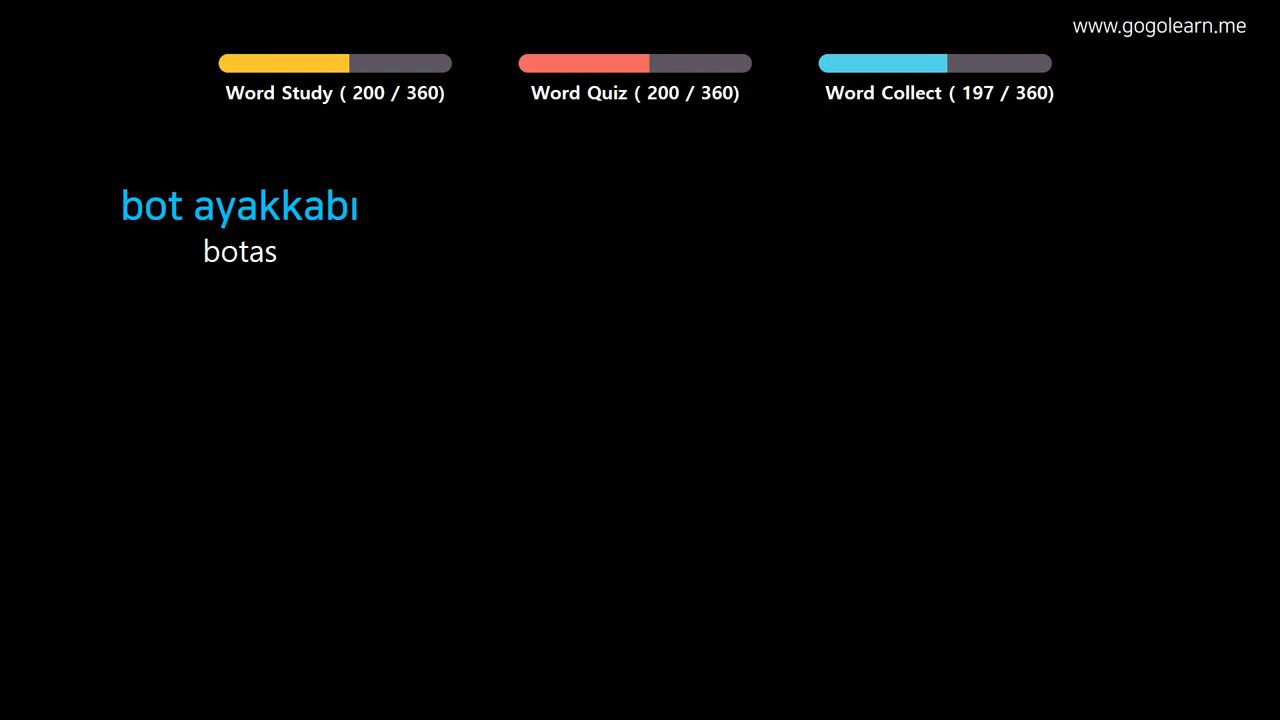 www.gogolearn.me
Word Study ( 200 / 360)
Word Quiz ( 200 / 360)
Word Collect ( 197 / 360)
bot ayakkabı
botas